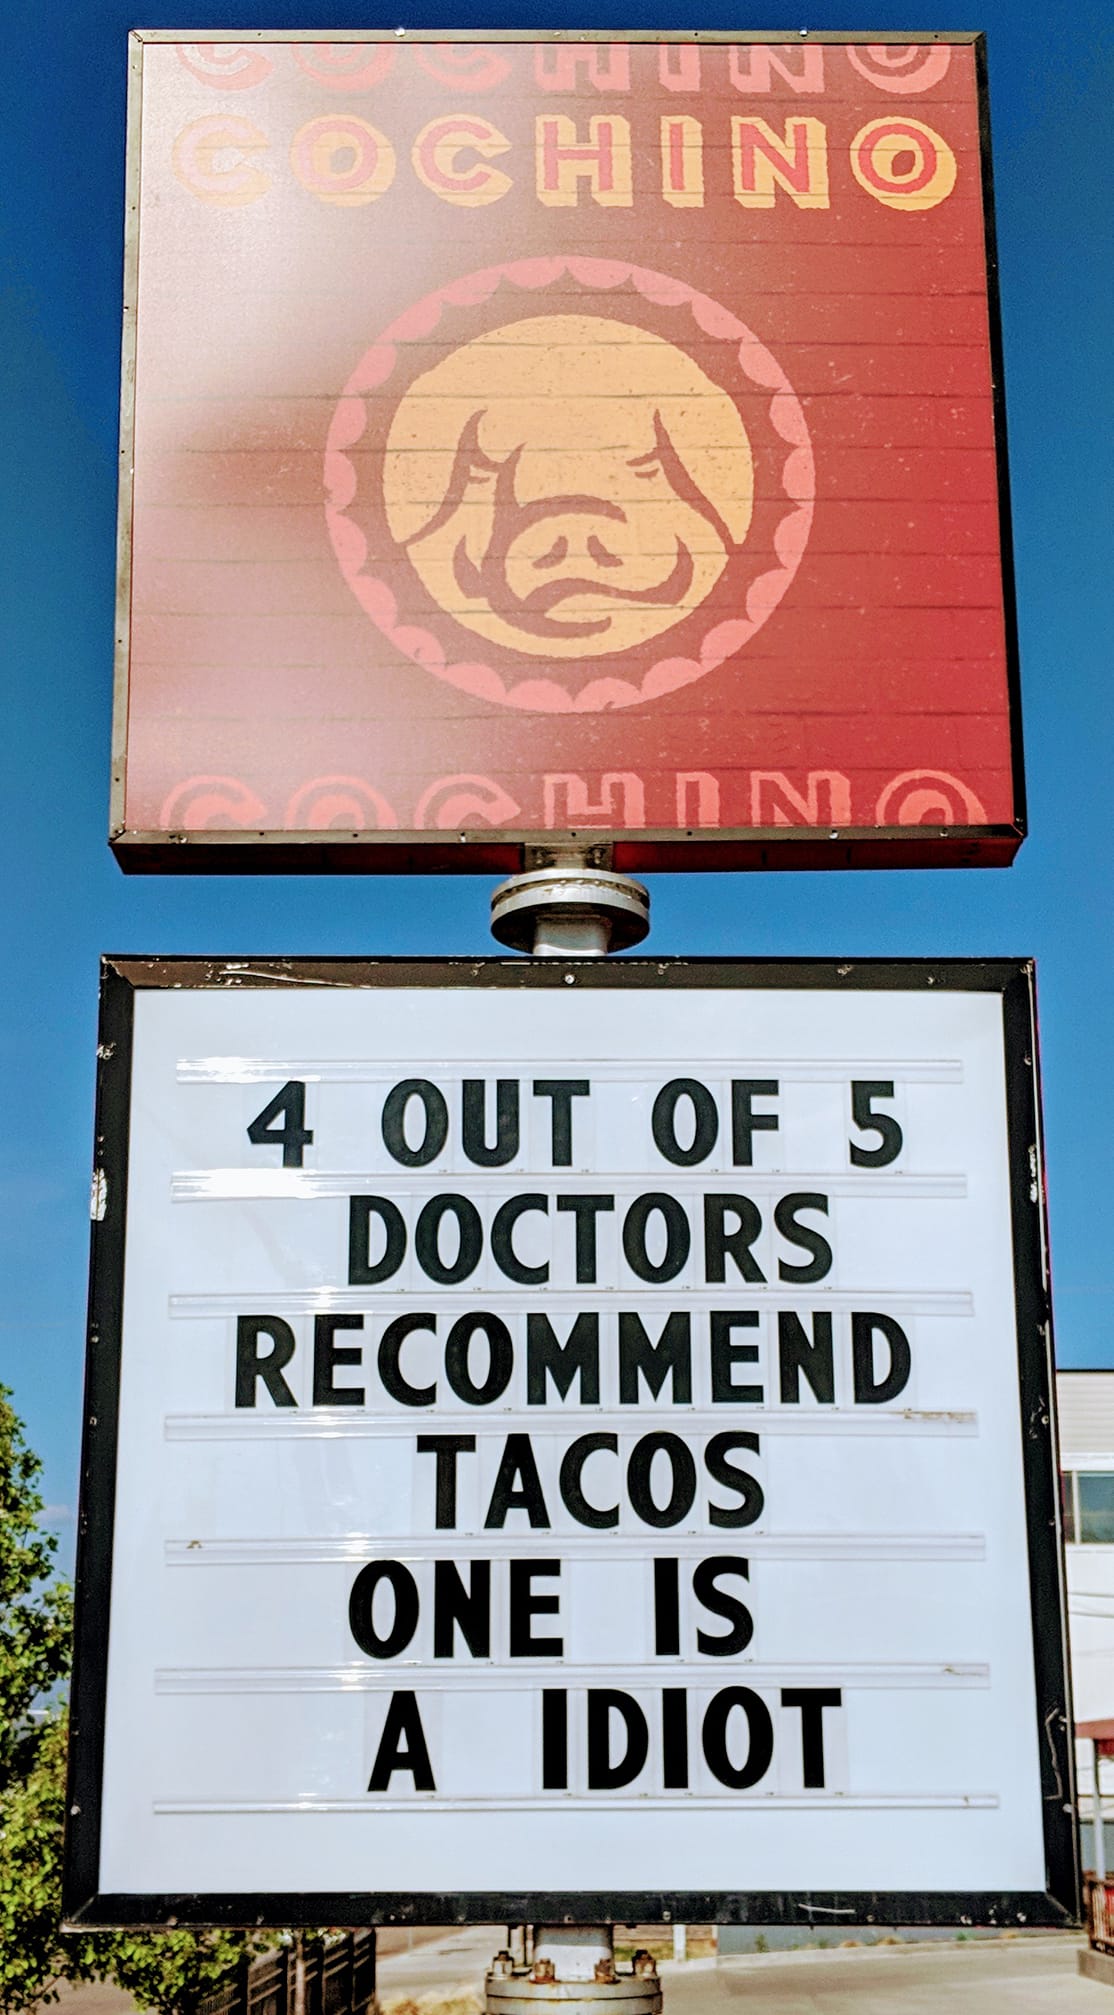 COCHINO
COCHINO
COCHINO
4 OUT OF 5
DOCTORS
RECOMMEND
TACOS
ONE IS
A IDIOT